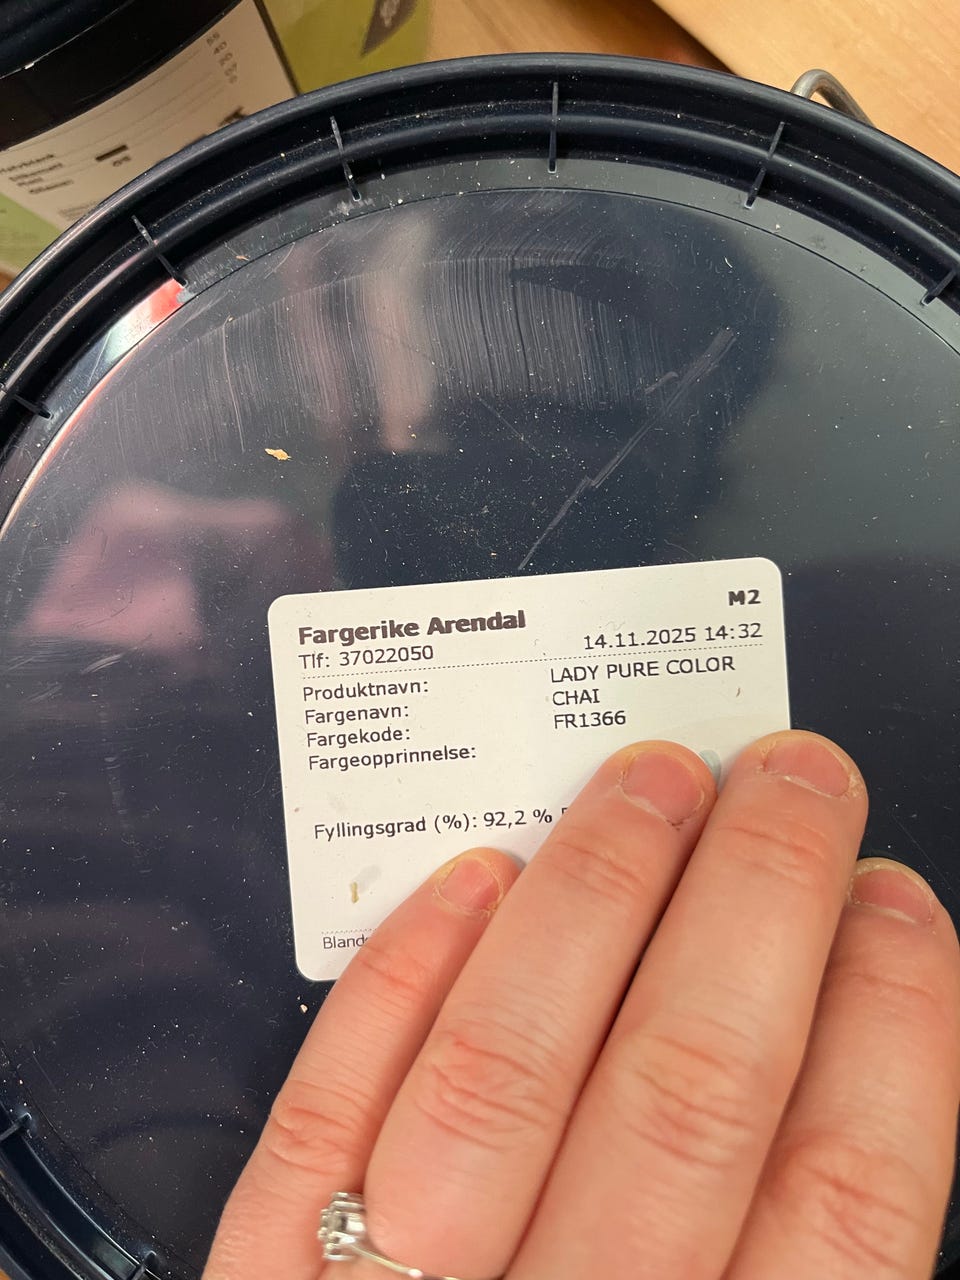 Fargerike Arendal
M2
Tlf: 37022050
14.11.2025 14:32
Produktnavn: LADY PURE COLOR
Fargenavn: CHAI
Fargekode: FR1366
Fargeopprinnelse:
Fyllingsgrad (%): 92,2 %